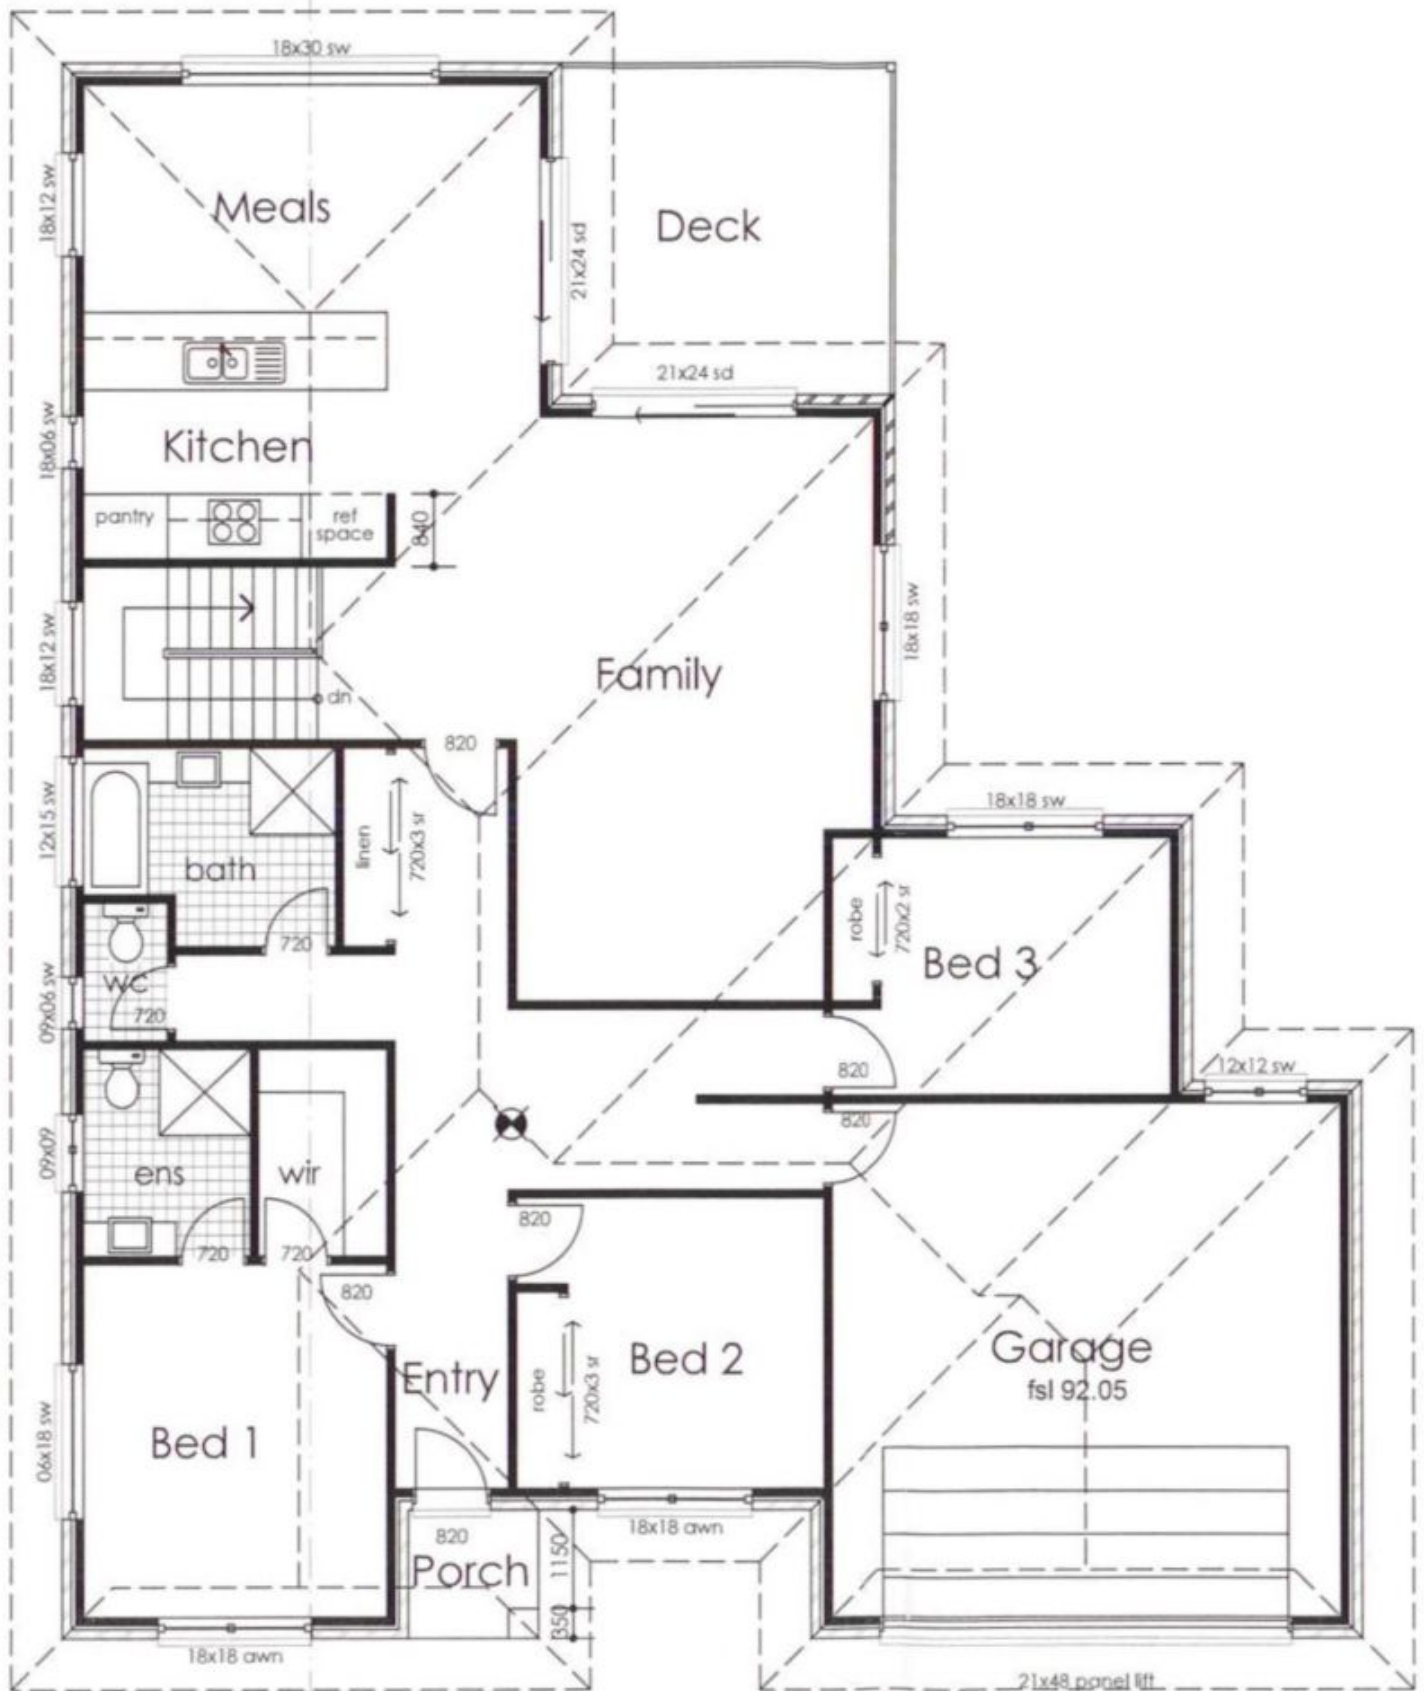 18x30 sw
18x12 sw
Meals
Deck
21x24 sd
21x24 sd
18x06 sw
Kitchen
pantry
ref
space
840
18x12 sw
18x18 sw
Family
dn
820
12x15 sw
linen
720x3 sr
bath
18x18 sw
robe
720x2 sr
Bed 3
720
wc
720
09x06 sw
820
12x12 sw
820
09x09
ens
wir
820
720
720
820
Garage
fsl 92.05
Bed 2
robe
720x3 sr
Entry
06x18 sw
Bed 1
820
Porch
1150
350
18x18 awn
18x18 awn
21x48 panel lift